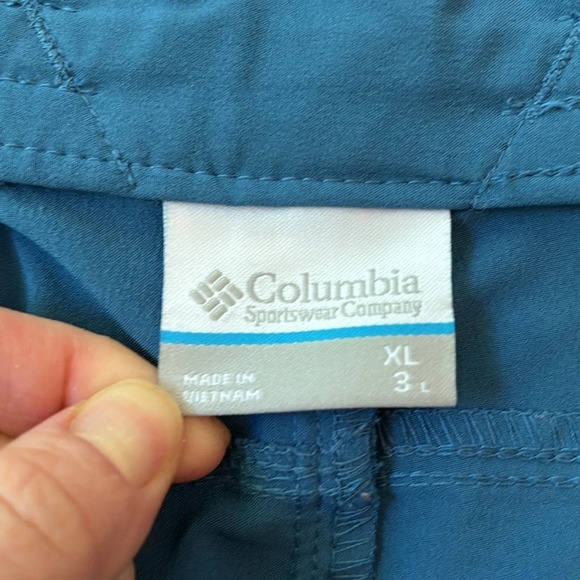 Columbia
Sportswear Company
XL
MADE IN
VIETNAM
3 L